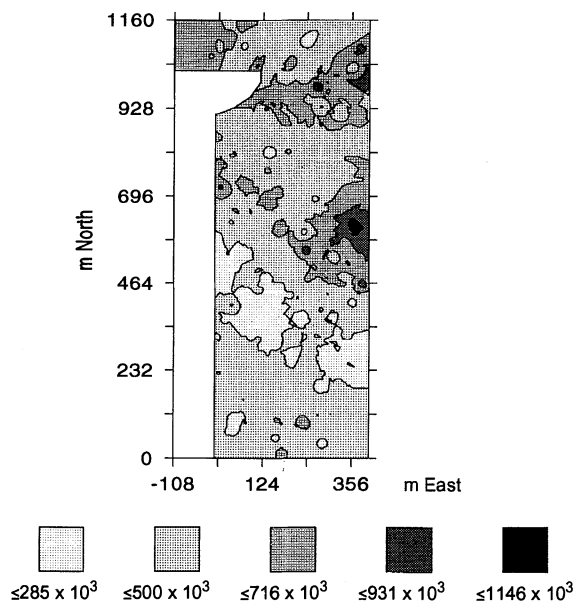 1160
928
696
464
232
0
m North
-108 124 356 m East
≤285 x 10³ ≤500 x 10³ ≤716 x 10³ ≤931 x 10³ ≤1146 x 10³